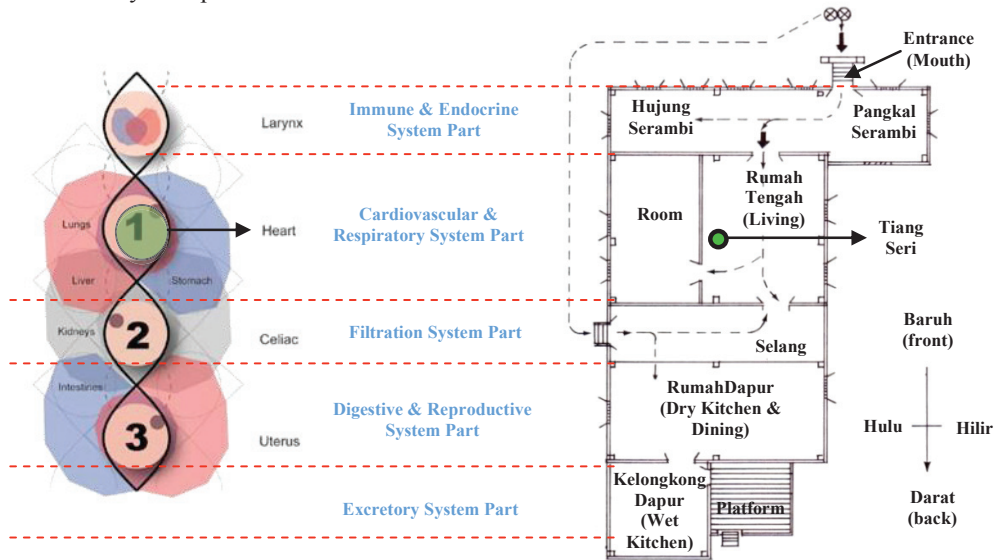 Entrance
(Mouth)
Immune & Endocrine
System Part
Larynx
Hujung
Serambi
Pangkal
Serambi
Rumah
Tengah
(Living)
Room
Cardiovascular &
Respiratory System Part
Lungs
1
Heart
Tiang
Seri
Liver
Stomach
Kidneys
2
Celiac
Filtration System Part
Selang
Baruh
(front)
Intestines
Digestive & Reproductive
System Part
RumahDapur
(Dry Kitchen &
Dining)
Hulu
Hilir
3
Uterus
Excretory System Part
Kelongkong
Dapur
(Wet
Kitchen)
Platform
Darat
(back)